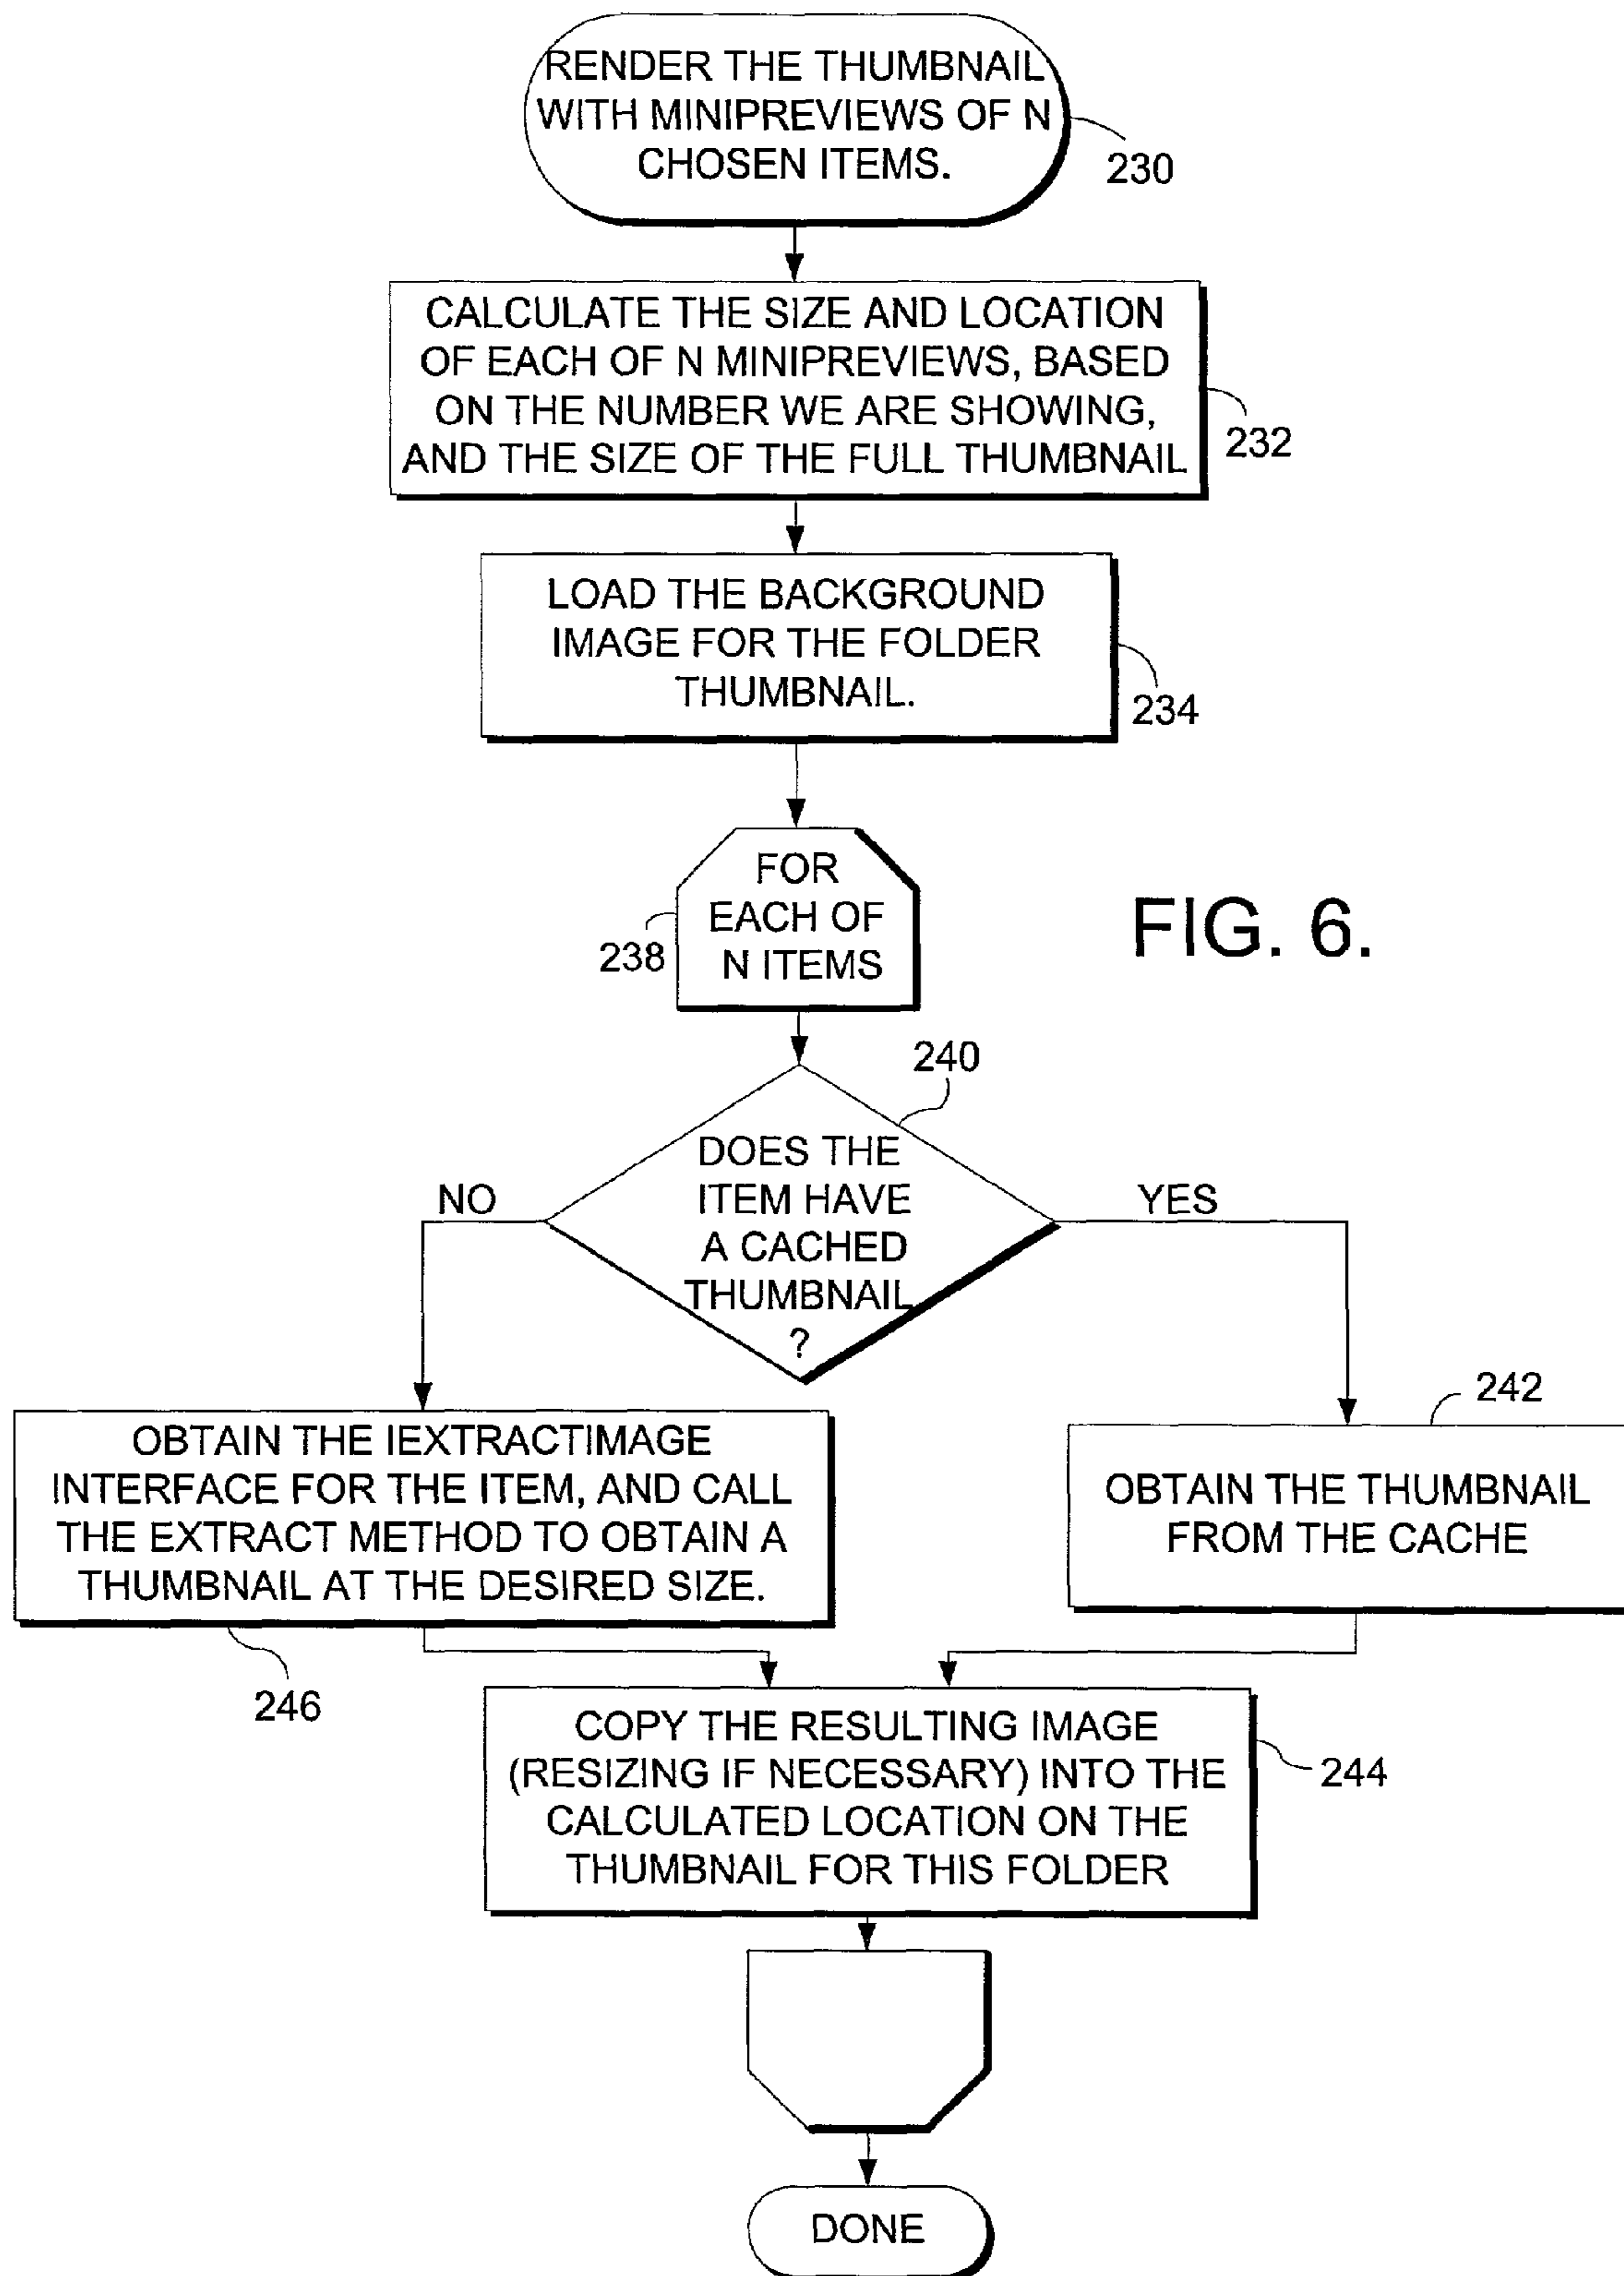 RENDER THE THUMBNAIL
WITH MINIPREVIEWS OF N
CHOSEN ITEMS.
230
CALCULATE THE SIZE AND LOCATION
OF EACH OF N MINIPREVIEWS, BASED
ON THE NUMBER WE ARE SHOWING,
AND THE SIZE OF THE FULL THUMBNAIL
232
LOAD THE BACKGROUND
IMAGE FOR THE FOLDER
THUMBNAIL.
234
FOR
EACH OF
N ITEMS
238
FIG. 6.
240
DOES THE
ITEM HAVE
A CACHED
THUMBNAIL
?
NO
YES
OBTAIN THE IEXTRACTIMAGE
INTERFACE FOR THE ITEM, AND CALL
THE EXTRACT METHOD TO OBTAIN A
THUMBNAIL AT THE DESIRED SIZE.
246
242
OBTAIN THE THUMBNAIL
FROM THE CACHE
COPY THE RESULTING IMAGE
(RESIZING IF NECESSARY) INTO THE
CALCULATED LOCATION ON THE
THUMBNAIL FOR THIS FOLDER
244
DONE